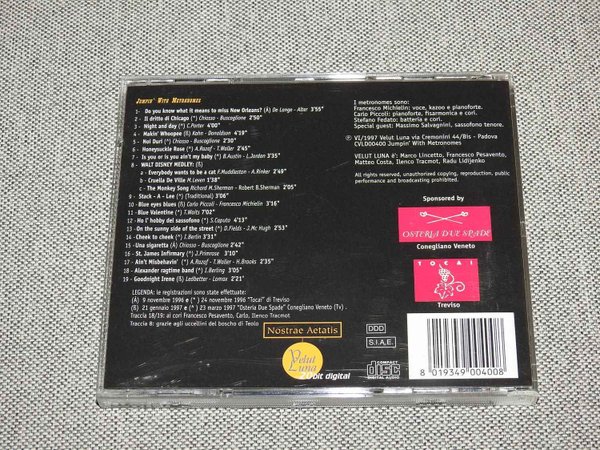 Jumpin' With Metronomes
1- Do you know what it means to miss New Orleans? (Å) De Lange - Alter 3'55"
2 - Il dritto di Chicago (*) Chiosso - Buscaglione 2'50"
3 - Night and day (*) C.Porter 4'09"
4 - Makin' Whoopee (ß) Kahn - Donaldson 4'19"
5 - Noi Duri (*) Chiosso - Buscaglione 2'29"
6 - Honeysuckle Rose (*) A.Razaf - T.Waller 2'45"
7 - Is you or is you ain't my baby (*) B.Austin - L.Jordan 3'35"
8 - WALT DISNEY MEDLEY: (ß)
a - Everybody wants to be a cat F.Huddleston - A.Rinker 2'49"
b - Cruella De Ville M.Leven 1'38"
c - The Monkey Song Richard M.Sherman - Robert B.Sherman 2'05"
9 - Stack - A - Lee (*) (Traditional) 3'06"
10 - Blue eyes blues (ß) Carlo Piccoli - Francesco Michielin 3'16"
11 - Blue Valentine (*) T.Waits 7'02"
12 - Ho l' hobby del sassofono (*) S.Caputo 4'13"
13 - On the sunny side of the street (*) D.Fields - J.Mc Hugh 2'53"
14 - Cheek to cheek (*) I.Berlin 3'31"
15 - Una sigaretta (Å) Chiosso - Buscaglione 2'42"
16 - St. James Infirmary (*) J.Primrose 5'10"
17 - Ain't Misbehavin' (*) A.Razaf - T.Waller - H.Brooks 2'35"
18 - Alexander ragtime band (*) I.Berling 3'05"
19 - Goodnight Irene (ß) Ledbetter - Lomax 2'21"
LEGENDA: le registrazioni sono state effettuate:
(Å) 9 novembre 1996 e (*) 24 novembre 1996 "Tocai" di Treviso
(ß) 21 gennaio 1997 e (*) 23 marzo 1997 "Osteria Due Spade" Conegliano Veneto (Tv) .
Traccia 18/19: ai cori Francesco Pesavento, Carlo, Ilenco Tracmot
Traccia 8: grazie agli uccellini del boscho di Teolo
Nostrae Aetatis
Velut
Luna
bit digital
I metronomes sono:
Francesco Michielin: voce, kazoo e pianoforte.
Carlo Piccoli: pianoforte, fisarmonica e cori.
Stefano Fedato: batteria e cori.
Special guest: Massimo Salvagnini, sassofono tenore.
℗ VI/1997 Velut Luna via Cremonini 44/Bis - Padova
CVLD00400 Jumpin' With Metronomes
VELUT LUNA è: Marco Lincetto, Francesco Pesavento,
Matteo Costa, Ilenco Tracmot, Radu Lidijenko
All rights reserved, unauthorized copying, reproduction, public
performance and broadcasting prohibited.
Sponsored by
OSTERIA DUE SPADE
Conegliano Veneto
TOCAI
Treviso
DDD
S.I.A.E.
COMPACT
disc
DIGITAL AUDIO
8 019349 004008